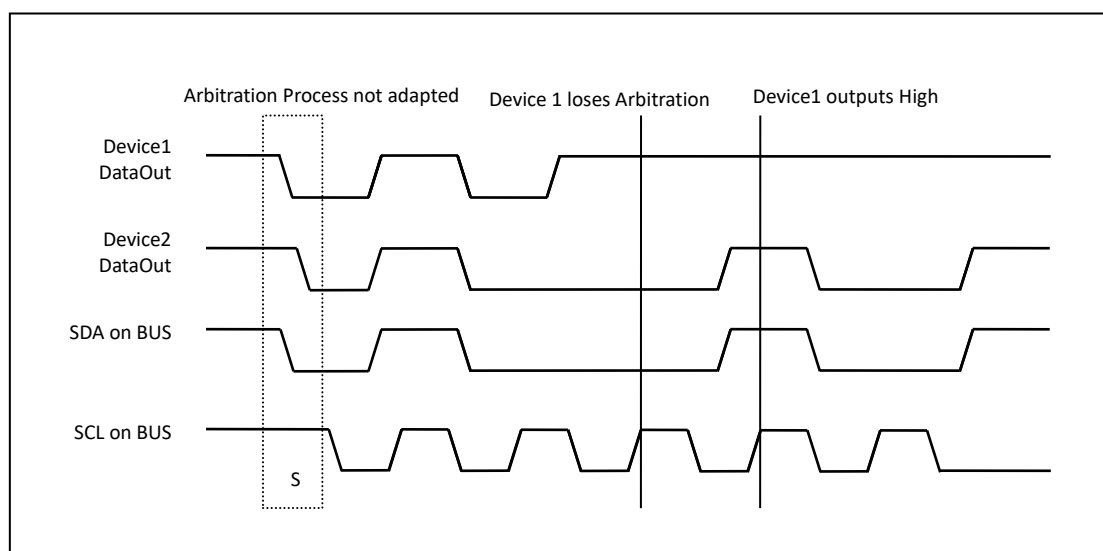 Arbitration Process not adapted
Device 1 loses Arbitration
Device1 outputs High
Device1
DataOut
Device2
DataOut
SDA on BUS
SCL on BUS
S